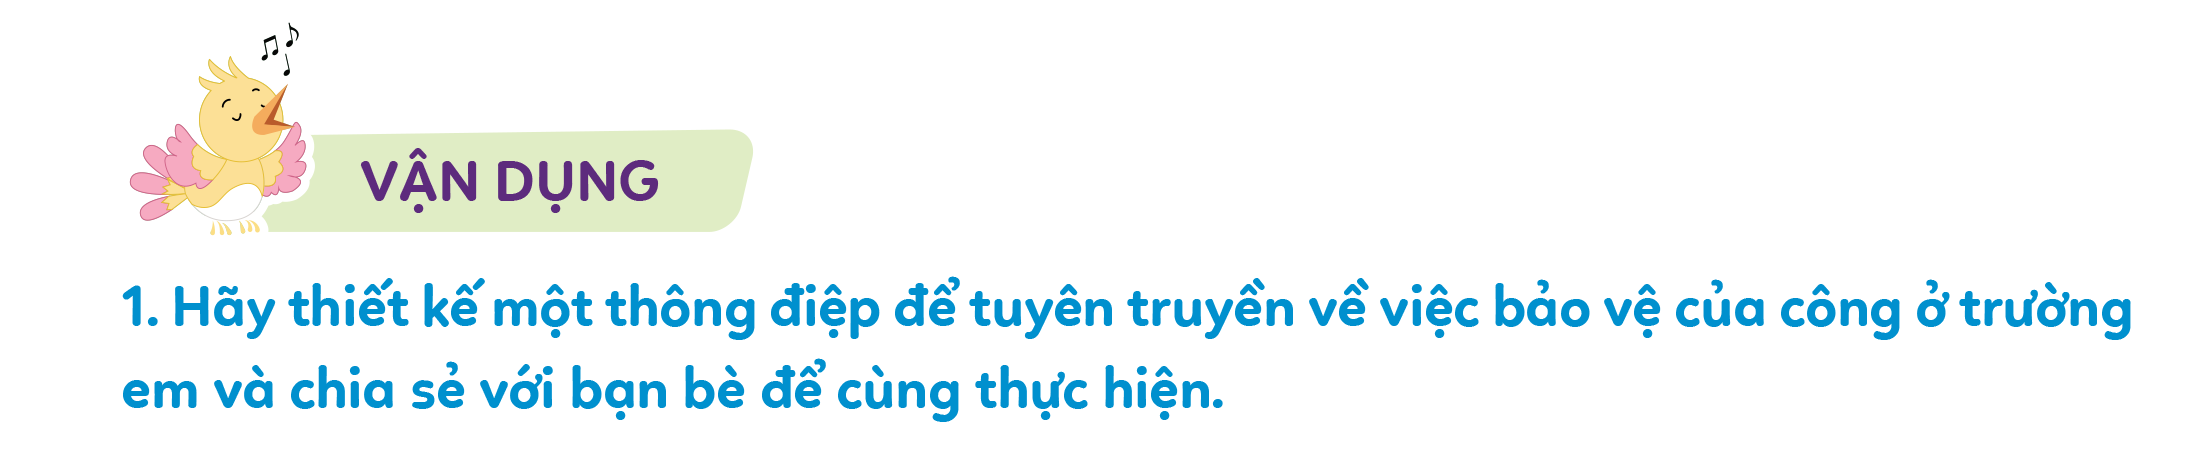 VẬN DỤNG
1. Hãy thiết kế một thông điệp để tuyên truyền về việc bảo vệ của công ở trường
em và chia sẻ với bạn bè để cùng thực hiện.